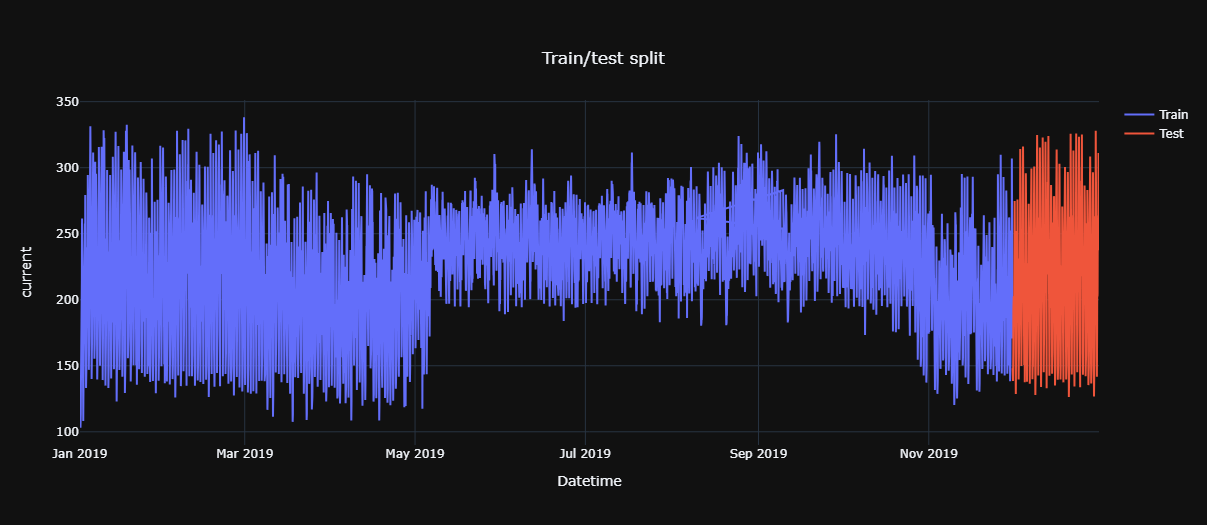 Train/test split
350
300
250
200
150
100
current
Jan 2019
Mar 2019
May 2019
Jul 2019
Sep 2019
Nov 2019
Datetime
Train
Test